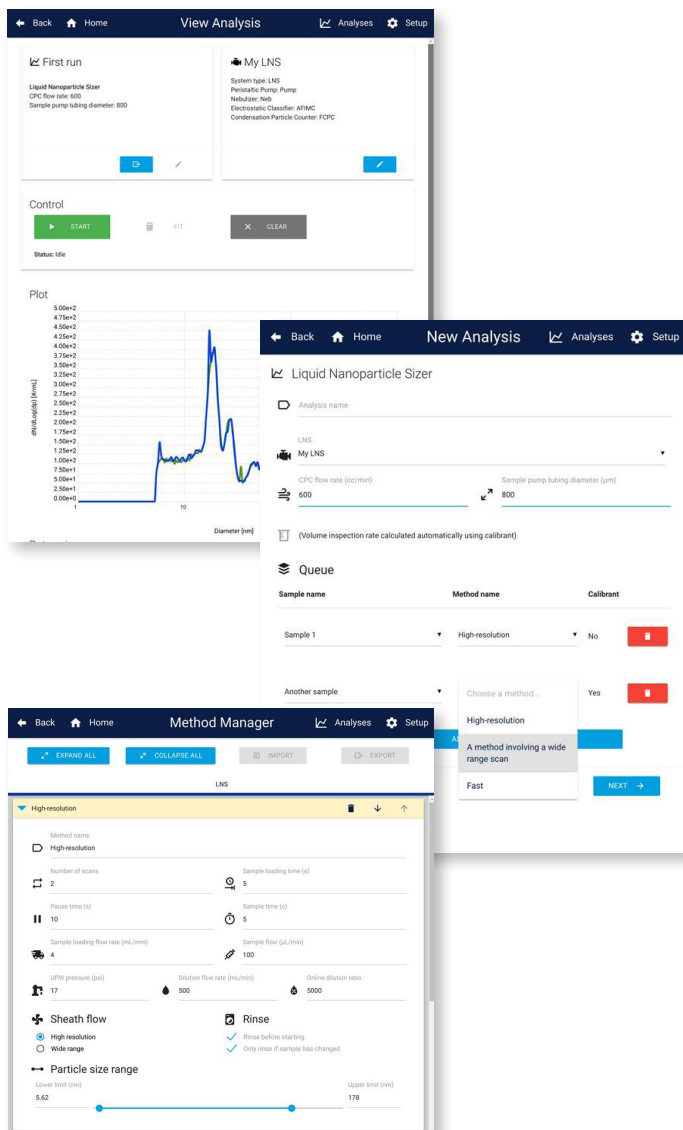 Back Home View Analysis Analyses Setup
First run
Liquid Nanoparticle Sizer
CPC flow rate: 600
Sample pump tubing diameter: 800
My LNS
System type: LNS
Peristaltic Pump: Pump
Nebulizer: Neb
Electrostatic Classifier: AFIMC
Condensation Particle Counter: FCPC
Control
START FIT CLEAR
Status: Idle
Plot
5.00e+2
4.75e+2
4.50e+2
4.25e+2
4.00e+2
3.75e+2
3.50e+2
3.25e+2
3.00e+2
2.75e+2
2.50e+2
2.25e+2
2.00e+2
1.75e+2
1.50e+2
1.25e+2
1.00e+2
7.50e+1
5.00e+1
2.50e+1
0.00e+0
dN/dLog(dp) [#/mL]
1 10
Diameter [nm]
Back Home New Analysis Analyses Setup
Liquid Nanoparticle Sizer
Analysis name
LNS
My LNS
CPC flow rate (cc/min) Sample pump tubing diameter (μm)
600 800
(Volume inspection rate calculated automatically using calibrant)
Queue
Sample name Method name Calibrant
Sample 1 High-resolution No
Another sample Choose a method... Yes
High-resolution
A method involving a wide
range scan
Fast
NEXT
Back Home Method Manager Analyses Setup
EXPAND ALL COLLAPSE ALL IMPORT EXPORT
LNS
High-resolution
Method name
High-resolution
Number of scans Sample loading time (s)
2 5
Pause time (s) Sample time (s)
10 5
Sample loading flow rate (mL/min) Sample flow (μL/min)
4 100
UPW pressure (psi) Dilution flow rate (mL/min) Online dilution ratio
17 500 5000
Sheath flow Rinse
High resolution Rinse before starting
Wide range Only rinse if sample has changed
Particle size range
Lower limit (nm) Upper limit (nm)
5.62 178